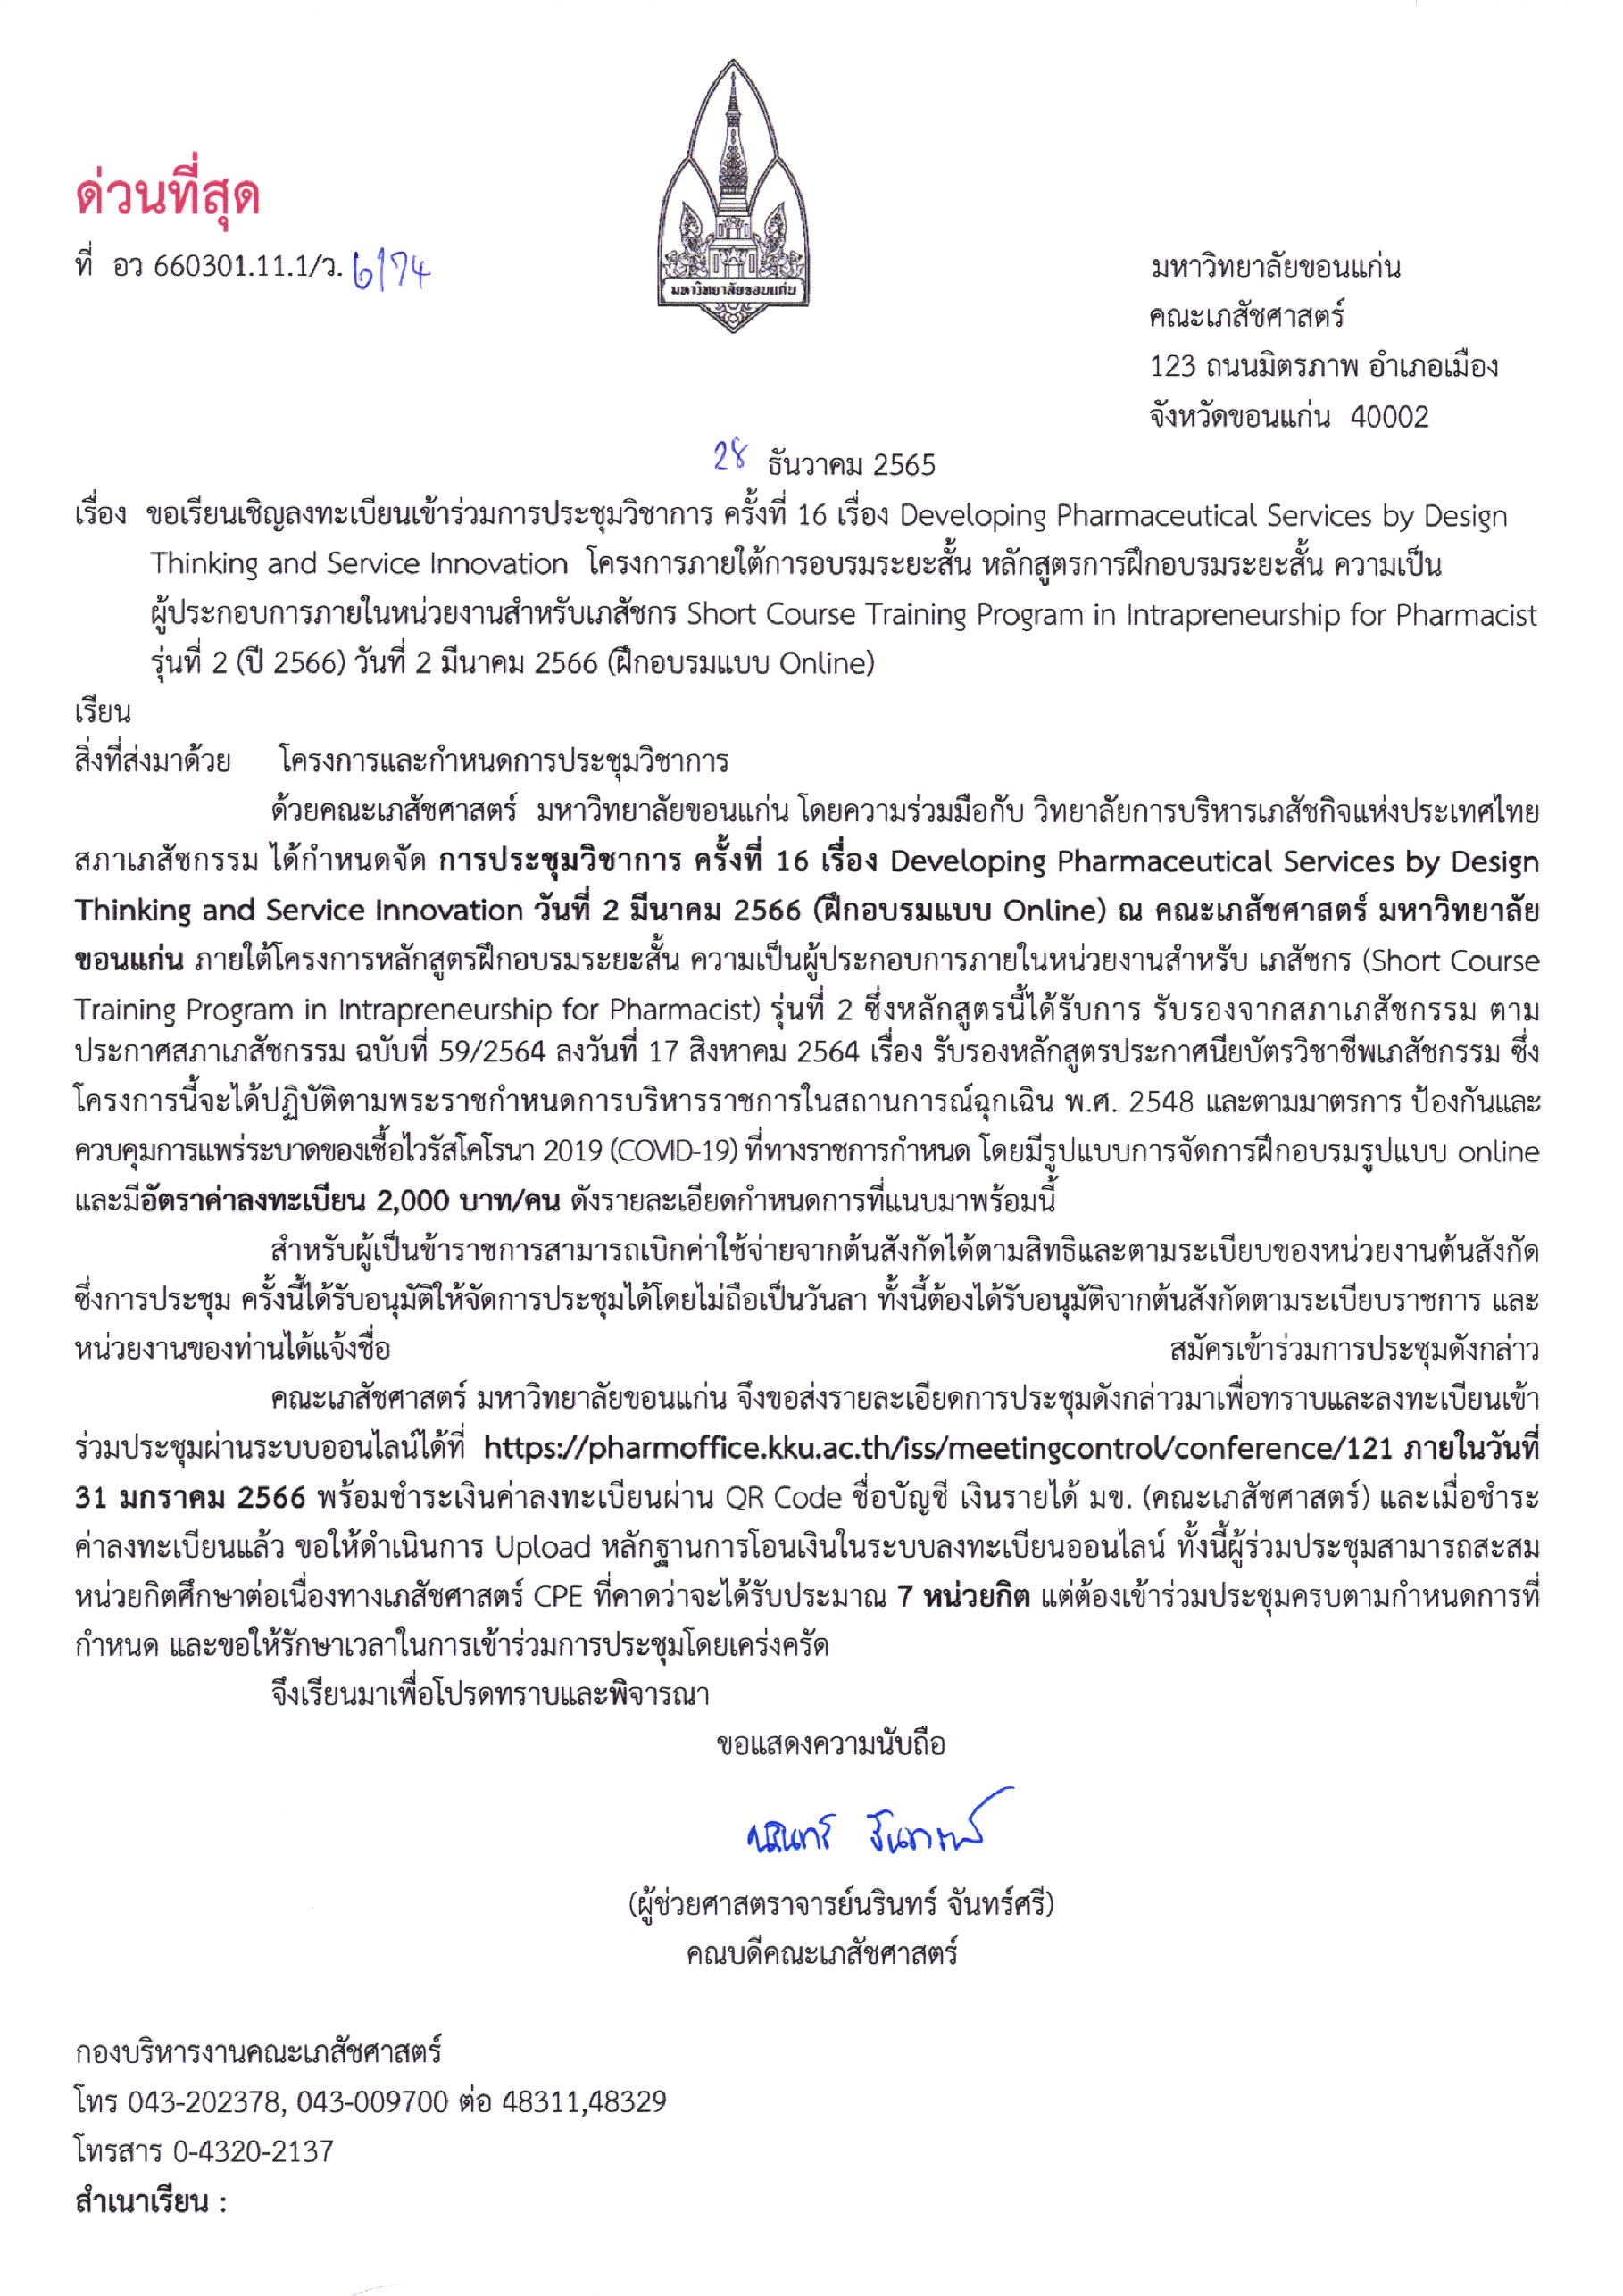 ด่วนที่สุด
ที่ อว 660301.11.1/ว. 6174
มหาวิทยาลัยขอนแก่น
มหาวิทยาลัยขอนแก่น
คณะเภสัชศาสตร์
123 ถนนมิตรภาพ อำเภอเมือง
จังหวัดขอนแก่น 40002
28 ธันวาคม 2565
เรื่อง ขอเรียนเชิญลงทะเบียนเข้าร่วมการประชุมวิชาการ ครั้งที่ 16 เรื่อง Developing Pharmaceutical Services by Design
Thinking and Service Innovation โครงการภายใต้การอบรมระยะสั้น หลักสูตรการฝึกอบรมระยะสั้น ความเป็น
ผู้ประกอบการภายในหน่วยงานสำหรับเภสัชกร Short Course Training Program in Intrapreneurship for Pharmacist
รุ่นที่ 2 (ปี 2566) วันที่ 2 มีนาคม 2566 (ฝึกอบรมแบบ Online)
เรียน
สิ่งที่ส่งมาด้วย โครงการและกำหนดการประชุมวิชาการ
ด้วยคณะเภสัชศาสตร์ มหาวิทยาลัยขอนแก่น โดยความร่วมมือกับ วิทยาลัยการบริหารเภสัชกิจแห่งประเทศไทย
สภาเภสัชกรรม ได้กำหนดจัด การประชุมวิชาการ ครั้งที่ 16 เรื่อง Developing Pharmaceutical Services by Design
Thinking and Service Innovation วันที่ 2 มีนาคม 2566 (ฝึกอบรมแบบ Online) ณ คณะเภสัชศาสตร์ มหาวิทยาลัย
ขอนแก่น ภายใต้โครงการหลักสูตรฝึกอบรมระยะสั้น ความเป็นผู้ประกอบการภายในหน่วยงานสำหรับ เภสัชกร (Short Course
Training Program in Intrapreneurship for Pharmacist) รุ่นที่ 2 ซึ่งหลักสูตรนี้ได้รับการ รับรองจากสภาเภสัชกรรม ตาม
ประกาศสภาเภสัชกรรม ฉบับที่ 59/2564 ลงวันที่ 17 สิงหาคม 2564 เรื่อง รับรองหลักสูตรประกาศนียบัตรวิชาชีพเภสัชกรรม ซึ่ง
โครงการนี้จะได้ปฏิบัติตามพระราชกำหนดการบริหารราชการในสถานการณ์ฉุกเฉิน พ.ศ. 2548 และตามมาตรการ ป้องกันและ
ควบคุมการแพร่ระบาดของเชื้อไวรัสโคโรนา 2019 (COVID-19) ที่ทางราชการกำหนด โดยมีรูปแบบการจัดการฝึกอบรมรูปแบบ online
และมีอัตราค่าลงทะเบียน 2,000 บาท/คน ดังรายละเอียดกำหนดการที่แนบมาพร้อมนี้
สำหรับผู้เป็นข้าราชการสามารถเบิกค่าใช้จ่ายจากต้นสังกัดได้ตามสิทธิและตามระเบียบของหน่วยงานต้นสังกัด
ซึ่งการประชุม ครั้งนี้ได้รับอนุมัติให้จัดการประชุมได้โดยไม่ถือเป็นวันลา ทั้งนี้ต้องได้รับอนุมัติจากต้นสังกัดตามระเบียบราชการ และ
หน่วยงานของท่านได้แจ้งชื่อ สมัครเข้าร่วมการประชุมดังกล่าว
คณะเภสัชศาสตร์ มหาวิทยาลัยขอนแก่น จึงขอส่งรายละเอียดการประชุมดังกล่าวมาเพื่อทราบและลงทะเบียนเข้า
ร่วมประชุมผ่านระบบออนไลน์ได้ที่ https://pharmoffice.kku.ac.th/iss/meetingcontrol/conference/121 ภายในวันที่
31 มกราคม 2566 พร้อมชำระเงินค่าลงทะเบียนผ่าน QR Code ชื่อบัญชี เงินรายได้ มข. (คณะเภสัชศาสตร์) และเมื่อชำระ
ค่าลงทะเบียนแล้ว ขอให้ดำเนินการ Upload หลักฐานการโอนเงินในระบบลงทะเบียนออนไลน์ ทั้งนี้ผู้ร่วมประชุมสามารถสะสม
หน่วยกิตศึกษาต่อเนื่องทางเภสัชศาสตร์ CPE ที่คาดว่าจะได้รับประมาณ 7 หน่วยกิต แต่ต้องเข้าร่วมประชุมครบตามกำหนดการที่
กำหนด และขอให้รักษาเวลาในการเข้าร่วมการประชุมโดยเคร่งครัด
จึงเรียนมาเพื่อโปรดทราบและพิจารณา
ขอแสดงความนับถือ
นรินทร์ จันทร์ศรี
(ผู้ช่วยศาสตราจารย์นรินทร์ จันทร์ศรี)
คณบดีคณะเภสัชศาสตร์
กองบริหารงานคณะเภสัชศาสตร์
โทร 043-202378, 043-009700 ต่อ 48311,48329
โทรสาร 0-4320-2137
สำเนาเรียน :